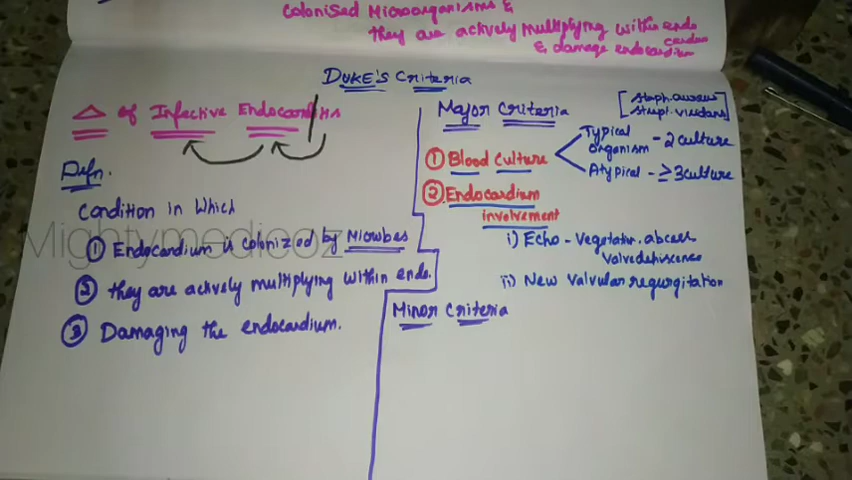 Colonised Microorganisms &
they are actively multiplying within endo
& damage endocardium
DUKE'S Criteria
△ of Infective Endocarditis
Defn.
Condition in which
① Endocardium is colonized by Microbes
② they are actively multiplying within endo.
③ Damaging the endocardium.
Mightymedicoz
Major Criteria
[Staph. aureus
Strept. viridans]
① Blood Culture
Typical organism - 2 culture
Atypical - ≥3 culture
② Endocardium
involvement
i) Echo - Vegetation, abcess
Valve dehiscence
ii) New Valvular regurgitation
Minor Criteria